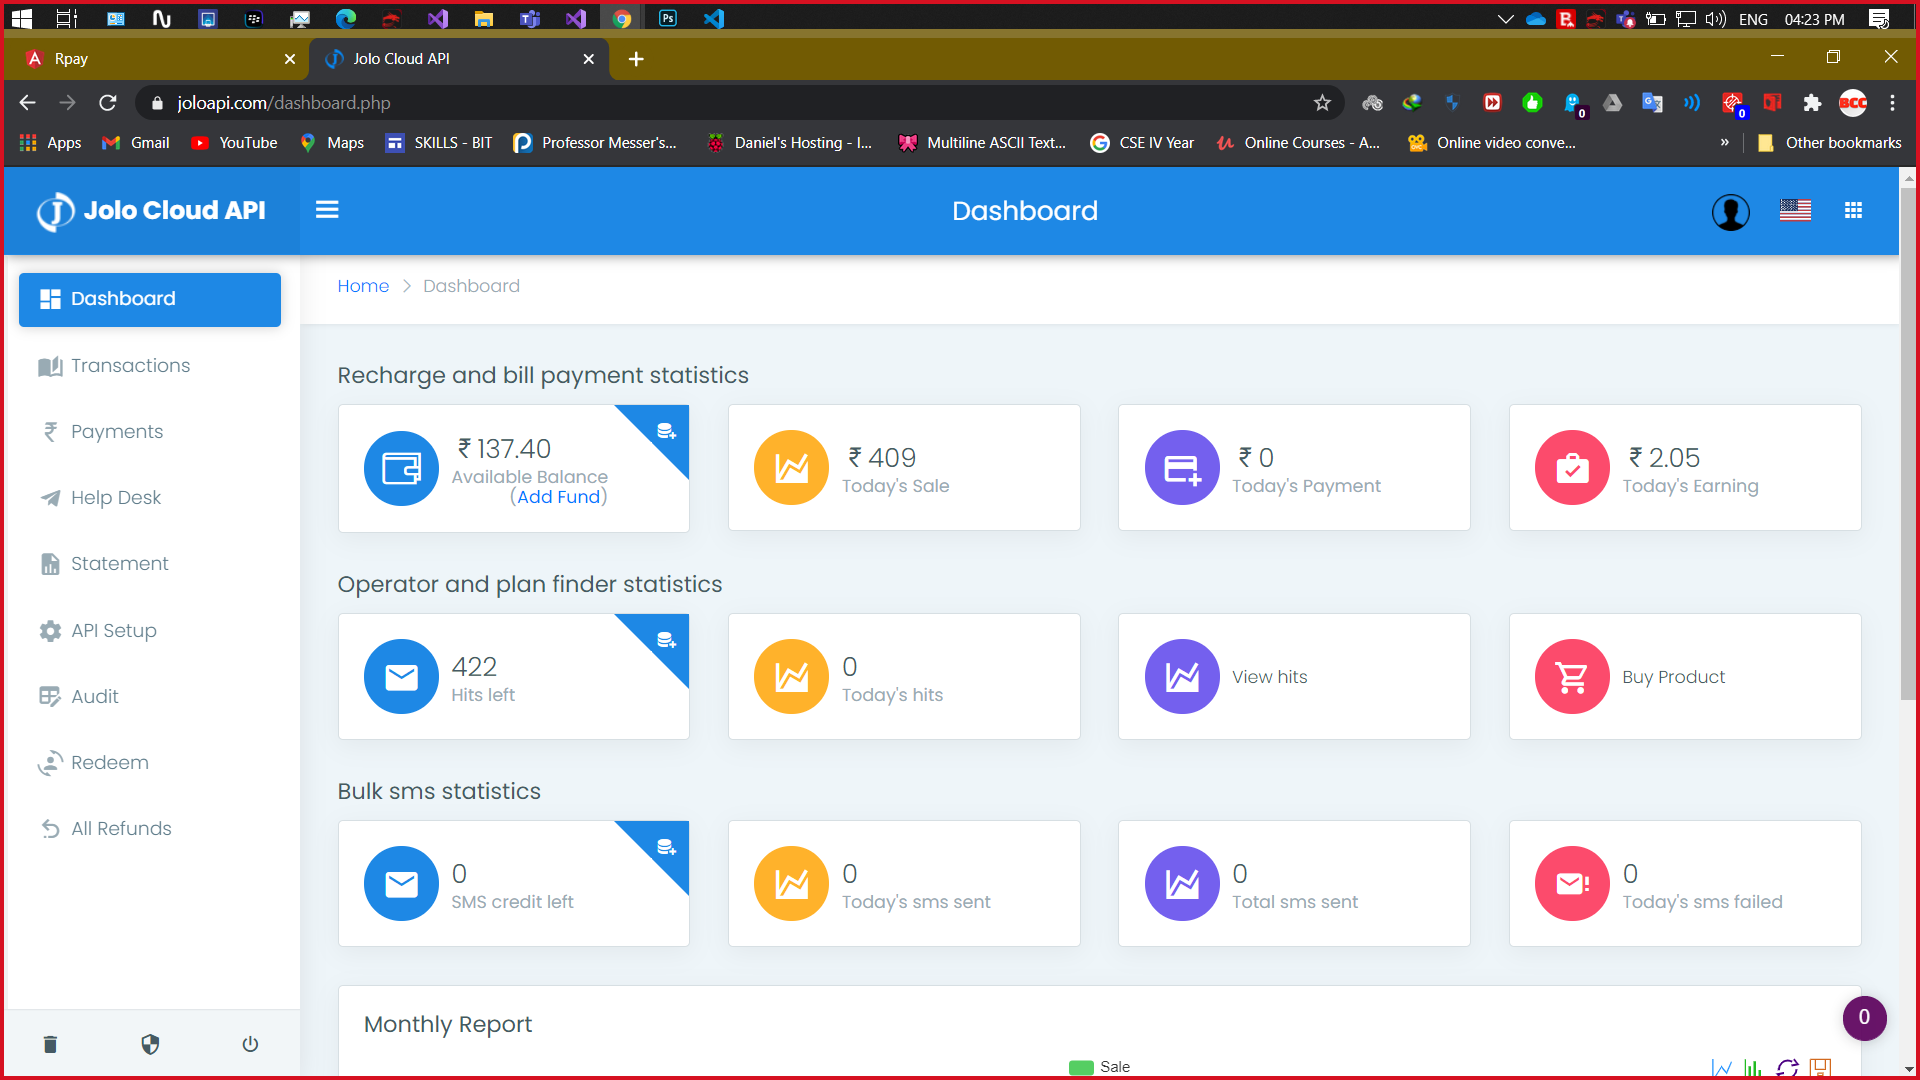 ENG 04:23 PM
Rpay
Jolo Cloud API
joloapi.com/dashboard.php
0
0
BCC
Apps
Gmail
YouTube
Maps
SKILLS - BIT
Professor Messer's...
Daniel's Hosting - I...
Multiline ASCII Text...
CSE IV Year
Online Courses - A...
Online video conve...
»
Other bookmarks
Jolo Cloud API
Dashboard
Dashboard
Transactions
Payments
Help Desk
Statement
API Setup
Audit
Redeem
All Refunds
Home > Dashboard
Recharge and bill payment statistics
₹ 137.40
Available Balance
(Add Fund)
₹ 409
Today's Sale
₹ 0
Today's Payment
₹ 2.05
Today's Earning
Operator and plan finder statistics
422
Hits left
0
Today's hits
View hits
Buy Product
Bulk sms statistics
0
SMS credit left
0
Today's sms sent
0
Total sms sent
0
Today's sms failed
Monthly Report
0
Sale